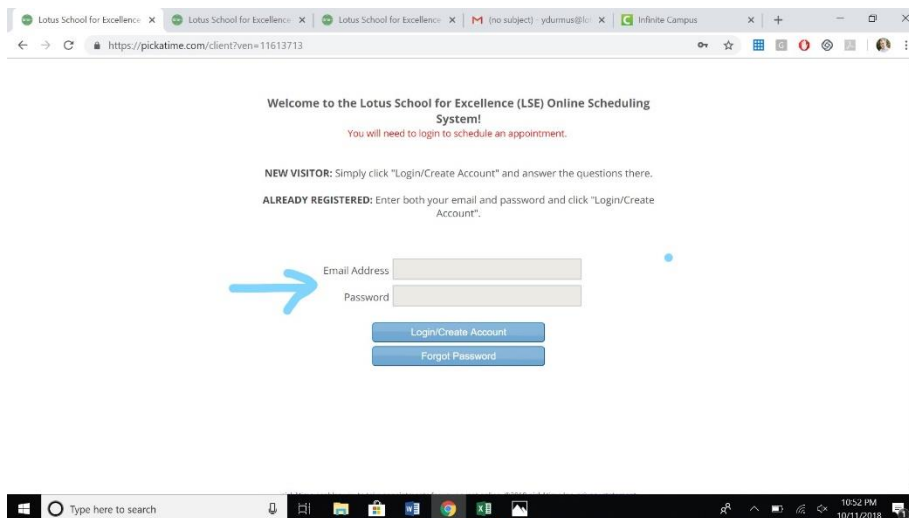 Lotus School for Excellence
Lotus School for Excellence
Lotus School for Excellence
(no subject) - ydurmus@lo
Infinite Campus
https://pickatime.com/client?ven=11613713
Welcome to the Lotus School for Excellence (LSE) Online Scheduling
System!
You will need to login to schedule an appointment.
NEW VISITOR: Simply click "Login/Create Account" and answer the questions there.
ALREADY REGISTERED: Enter both your email and password and click "Login/Create
Account".
Email Address
Password
Login/Create Account
Forgot Password
Type here to search
10:52 PM
10/11/2018